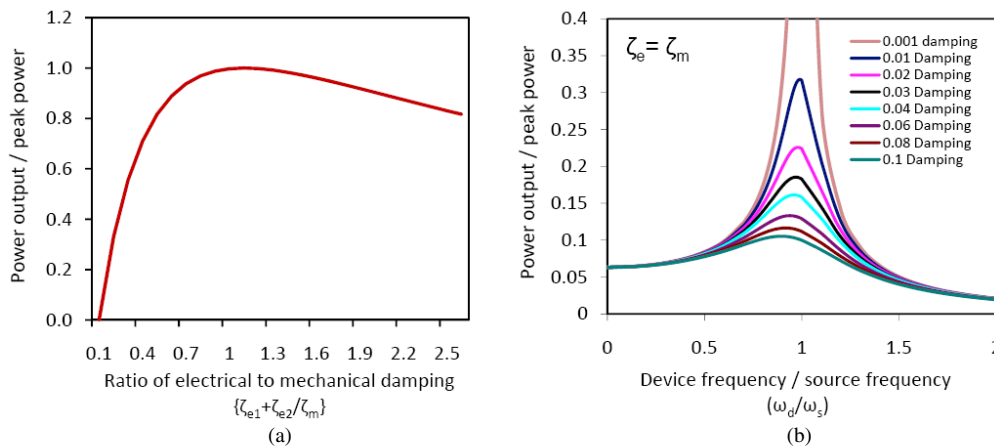 1.2
1.0
0.8
0.6
0.4
0.2
0.0
Power output / peak power
0.1 0.4 0.7 1 1.3 1.6 1.9 2.2 2.5
Ratio of electrical to mechanical damping
{ζe1+ζe2/ζm}
(a)
0.4
0.35
0.3
0.25
0.2
0.15
0.1
0.05
0
Power output / peak power
ζe= ζm
0.001 damping
0.01 Damping
0.02 Damping
0.03 Damping
0.04 Damping
0.06 Damping
0.08 Damping
0.1 Damping
0 0.5 1 1.5 2
Device frequency / source frequency
(ωd/ωs)
(b)